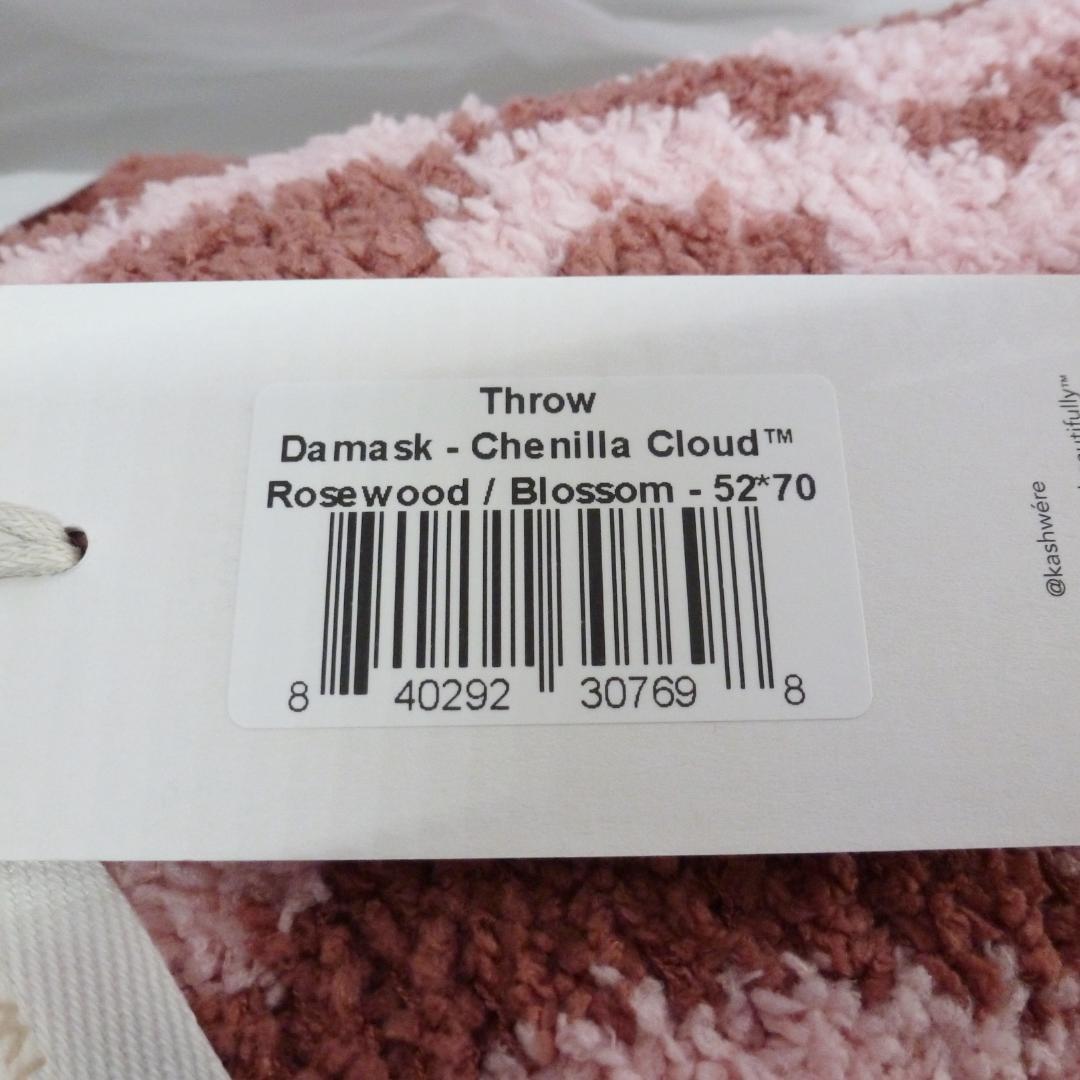 Throw
Damask - Chenilla Cloud™
Rosewood / Blossom - 52*70
8 40292 30769 8
@kashwére